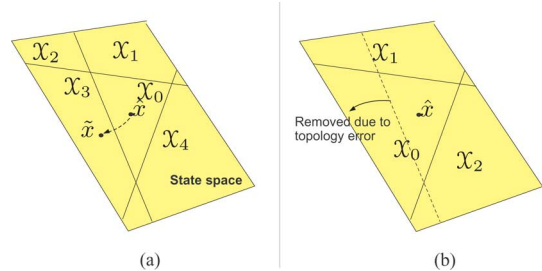 𝒳₂ 𝒳₁
𝒳₃ 𝒳₀
x̂
x̃
𝒳₄
State space
(a)
𝒳₁
x̂
Removed due to
topology error
𝒳₀
𝒳₂
(b)